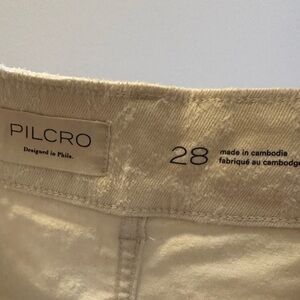 PILCRO
Designed in Phila.
28
made in cambodia
fabriqué au cambodge